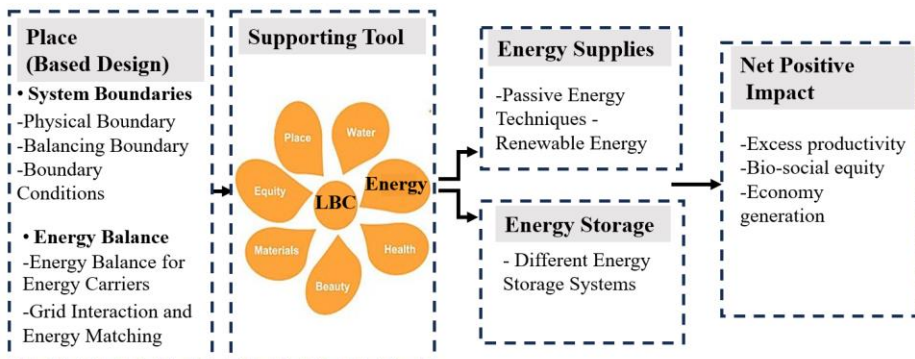 Place
(Based Design)
• System Boundaries
-Physical Boundary
-Balancing Boundary
-Boundary
Conditions
• Energy Balance
-Energy Balance for
Energy Carriers
-Grid Interaction and
Energy Matching
Supporting Tool
Place
Water
Equity
LBC
Energy
Materials
Health
Beauty
Energy Supplies
-Passive Energy
Techniques -
Renewable Energy
Energy Storage
- Different Energy
Storage Systems
Net Positive
Impact
-Excess productivity
-Bio-social equity
-Economy
generation